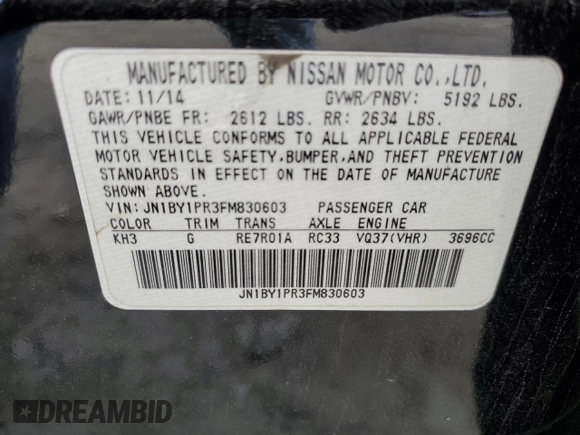 MANUFACTURED BY NISSAN MOTOR CO.,LTD.
DATE: 11/14 GVWR/PNBV: 5192 LBS.
GAWR/PNBE FR: 2612 LBS. RR: 2634 LBS.
THIS VEHICLE CONFORMS TO ALL APPLICABLE FEDERAL
MOTOR VEHICLE SAFETY,BUMPER,AND THEFT PREVENTION
STANDARDS IN EFFECT ON THE DATE OF MANUFACTURE
SHOWN ABOVE.
VIN: JN1BY1PR3FM830603 PASSENGER CAR
COLOR TRIM TRANS AXLE ENGINE
KH3 G RE7R01A RC33 VQ37(VHR) 3696CC
JN1BY1PR3FM830603
DREAMBID